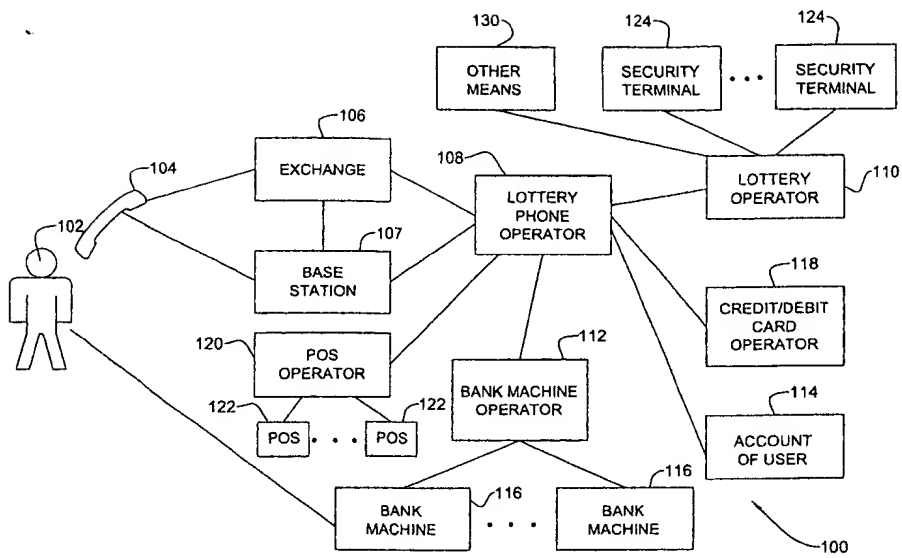 130
124
124
OTHER
MEANS
SECURITY
TERMINAL
SECURITY
TERMINAL
106
104
EXCHANGE
108
LOTTERY
PHONE
OPERATOR
LOTTERY
OPERATOR
110
102
107
BASE
STATION
118
CREDIT/DEBIT
CARD
OPERATOR
120
POS
OPERATOR
112
BANK MACHINE
OPERATOR
122
122
POS
POS
114
ACCOUNT
OF USER
116
116
BANK
MACHINE
BANK
MACHINE
100